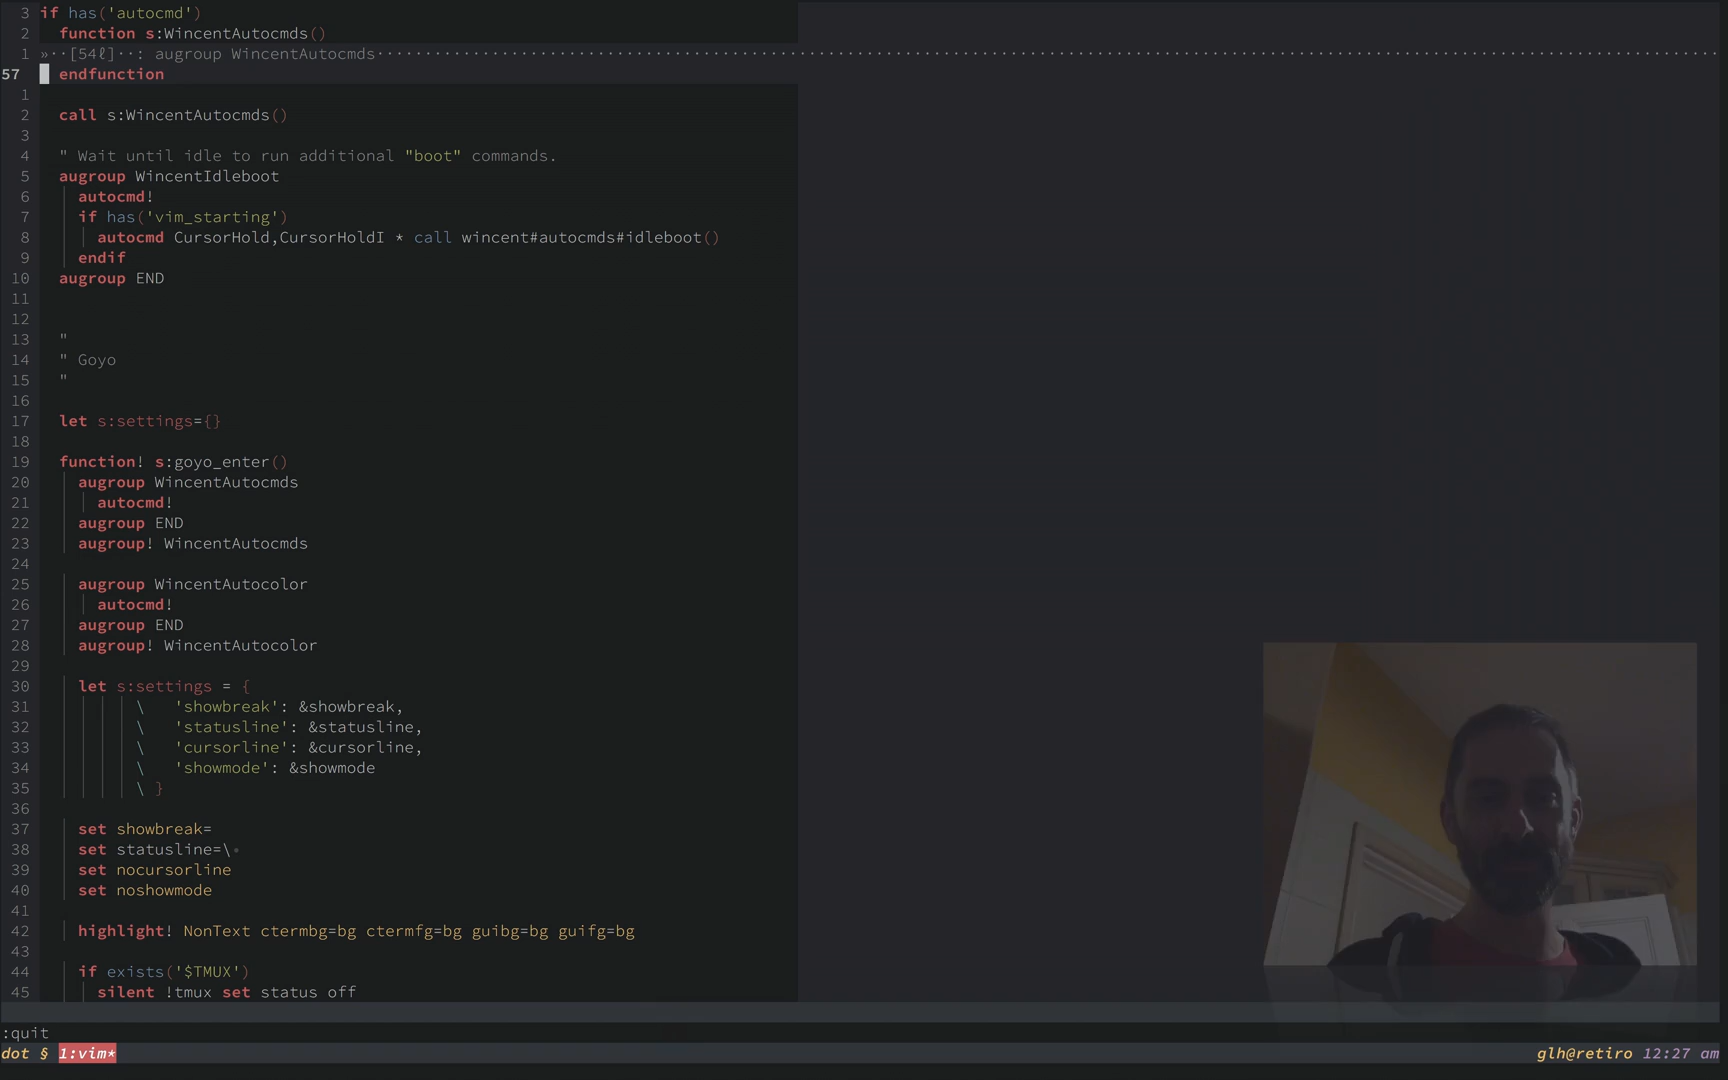 3 if has('autocmd')
2   function s:WincentAutocmds()
1 »··[54ℓ]··: augroup WincentAutocmds····························································································································
57   endfunction
1
2   call s:WincentAutocmds()
3
4   " Wait until idle to run additional "boot" commands.
5   augroup WincentIdleboot
6     autocmd!
7     if has('vim_starting')
8       autocmd CursorHold,CursorHoldI * call wincent#autocmds#idleboot()
9     endif
10   augroup END
11
12
13   "
14   " Goyo
15   "
16
17   let s:settings={}
18
19   function! s:goyo_enter()
20     augroup WincentAutocmds
21       autocmd!
22     augroup END
23     augroup! WincentAutocmds
24
25     augroup WincentAutocolor
26       autocmd!
27     augroup END
28     augroup! WincentAutocolor
29
30     let s:settings = {
31           \   'showbreak': &showbreak,
32           \   'statusline': &statusline,
33           \   'cursorline': &cursorline,
34           \   'showmode': &showmode
35           \ }
36
37     set showbreak=
38     set statusline=\•
39     set nocursorline
40     set noshowmode
41
42     highlight! NonText ctermbg=bg ctermfg=bg guibg=bg guifg=bg
43
44     if exists('$TMUX')
45       silent !tmux set status off
:quit
dot § 1:vim* glh@retiro 12:27 am